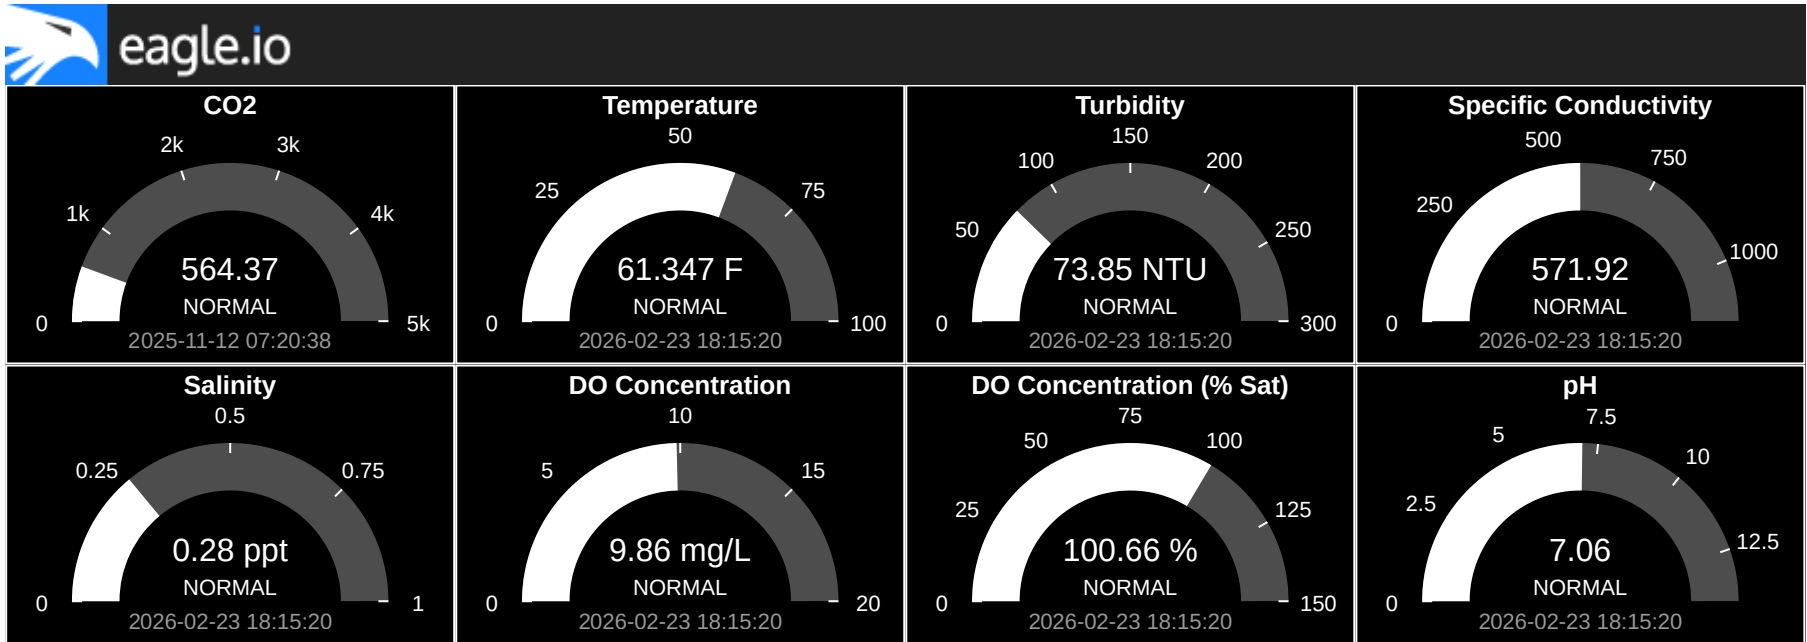 eagle.io
CO2
2k
3k
1k
4k
0
5k
564.37
NORMAL
2025-11-12 07:20:38
Temperature
50
25
75
0
100
61.347 F
NORMAL
2026-02-23 18:15:20
Turbidity
150
100
200
50
250
0
300
73.85 NTU
NORMAL
2026-02-23 18:15:20
Specific Conductivity
500
750
250
1000
0
571.92
NORMAL
2026-02-23 18:15:20
Salinity
0.5
0.25
0.75
0
1
0.28 ppt
NORMAL
2026-02-23 18:15:20
DO Concentration
10
5
15
0
20
9.86 mg/L
NORMAL
2026-02-23 18:15:20
DO Concentration (% Sat)
75
50
100
25
125
0
150
100.66 %
NORMAL
2026-02-23 18:15:20
pH
7.5
5
10
2.5
12.5
0
7.06
NORMAL
2026-02-23 18:15:20